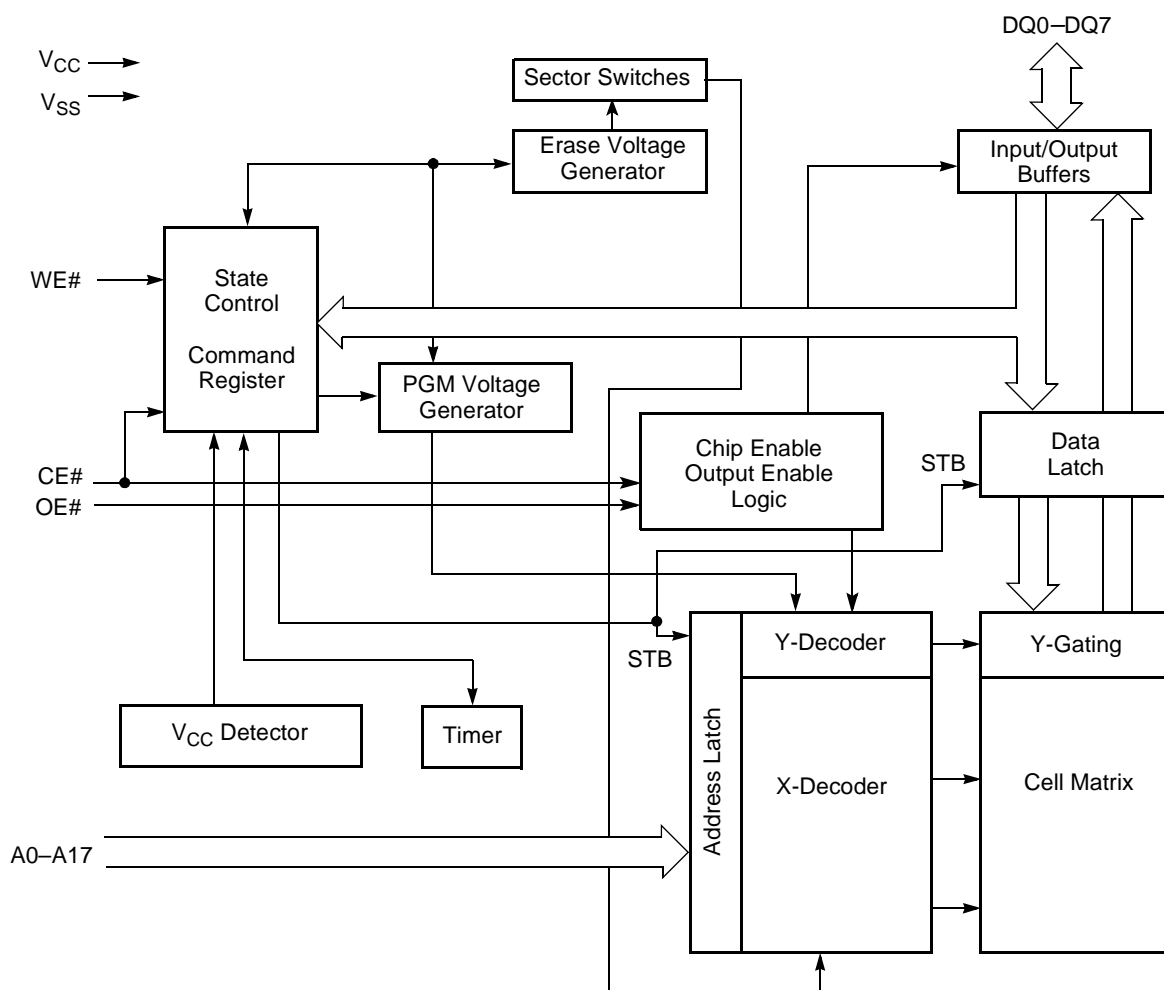 DQ0–DQ7
VCC
VSS
Sector Switches
Erase Voltage
Generator
Input/Output
Buffers
WE#
State
Control
Command
Register
PGM Voltage
Generator
Chip Enable
Output Enable
Logic
Data
Latch
STB
CE#
OE#
STB
Y-Decoder
Y-Gating
VCC Detector
Timer
Address Latch
X-Decoder
Cell Matrix
A0–A17